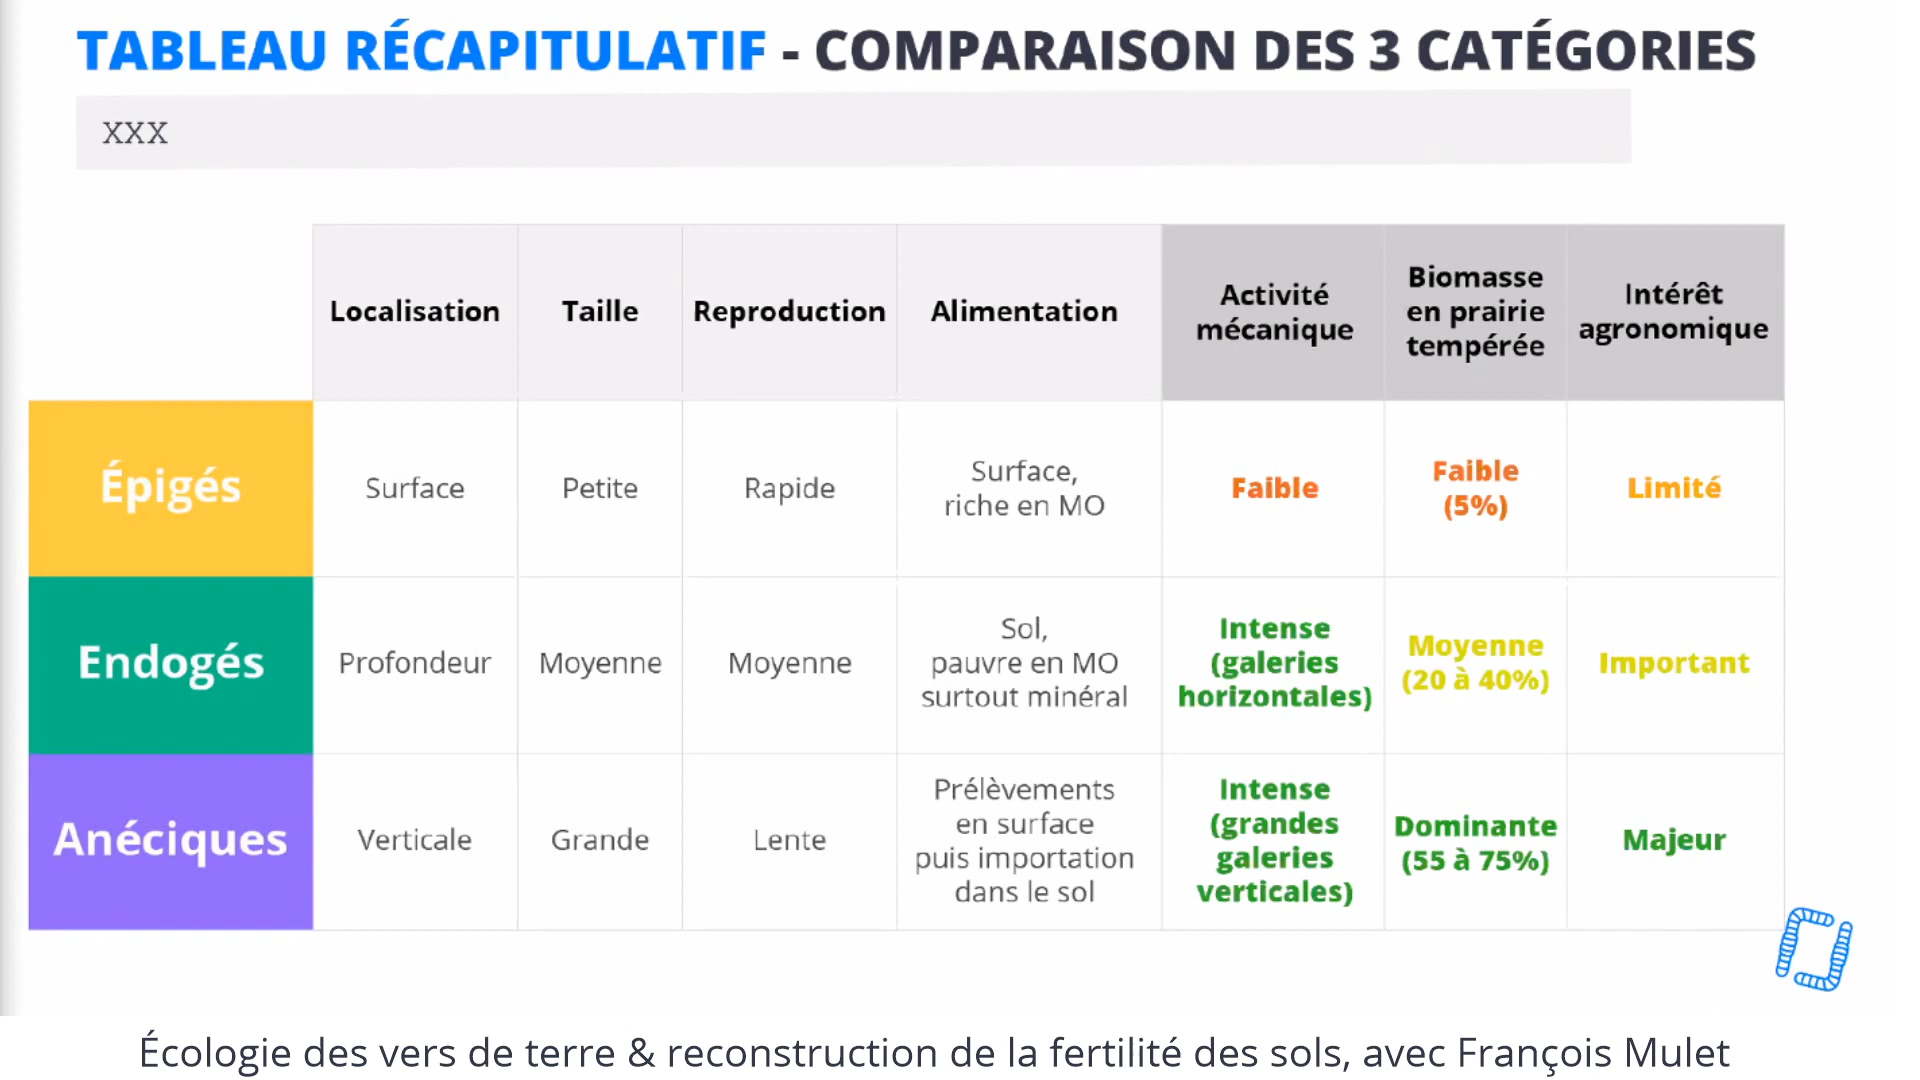 TABLEAU RÉCAPITULATIF - COMPARAISON DES 3 CATÉGORIES
XXX
Localisation
Taille
Reproduction
Alimentation
Activité
mécanique
Biomasse
en prairie
tempérée
Intérêt
agronomique
Épigés
Surface
Petite
Rapide
Surface,
riche en MO
Faible
Faible
(5%)
Limité
Endogés
Profondeur
Moyenne
Moyenne
Sol,
pauvre en MO
surtout minéral
Intense
(galeries
horizontales)
Moyenne
(20 à 40%)
Important
Anéciques
Verticale
Grande
Lente
Prélèvements
en surface
puis importation
dans le sol
Intense
(grandes
galeries
verticales)
Dominante
(55 à 75%)
Majeur
Écologie des vers de terre & reconstruction de la fertilité des sols, avec François Mulet